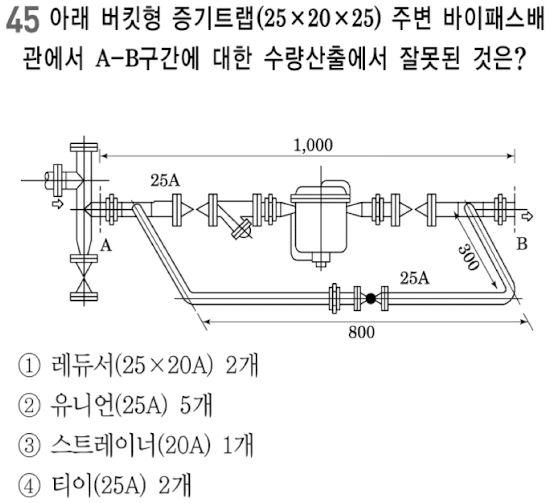 45 아래 버킷형 증기트랩(25×20×25) 주변 바이패스배
관에서 A-B구간에 대한 수량산출에서 잘못된 것은?
1,000
25A
A
B
300
25A
800
① 레듀서(25×20A) 2개
② 유니언(25A) 5개
③ 스트레이너(20A) 1개
④ 티이(25A) 2개